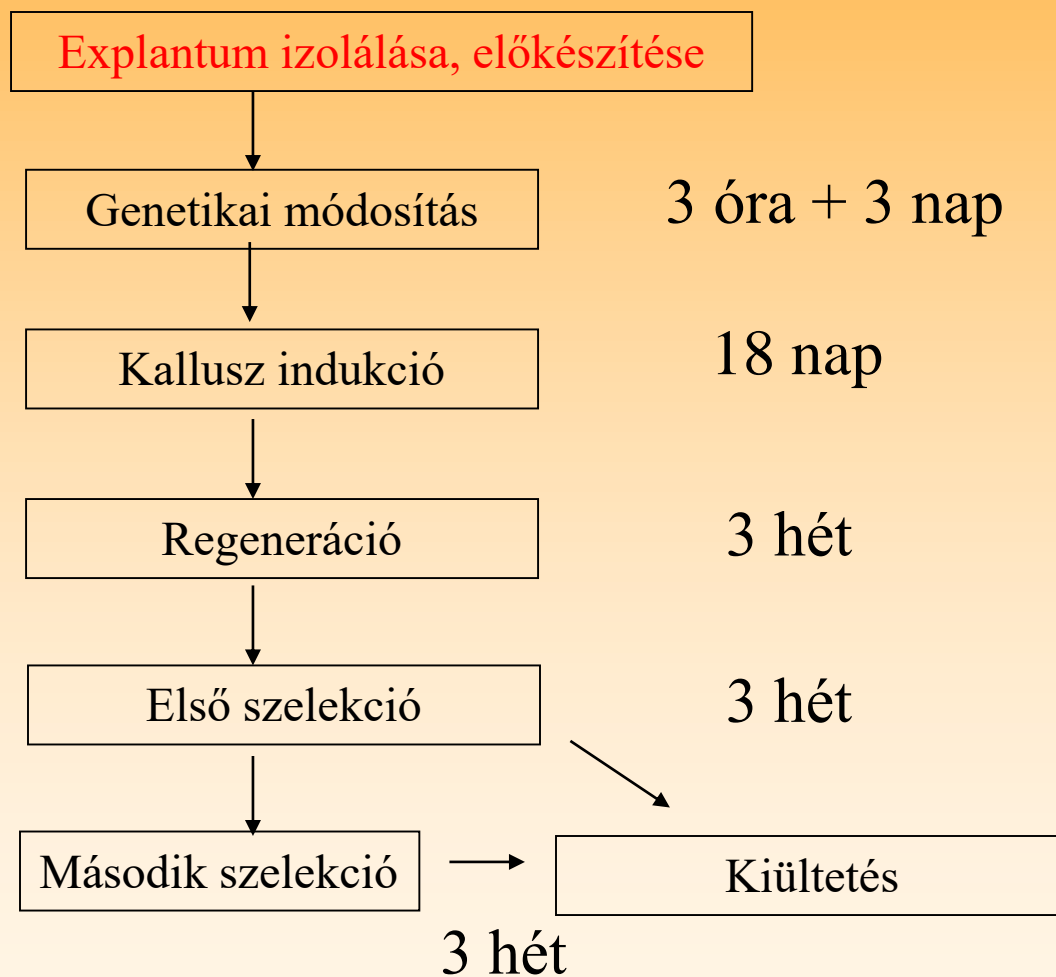 Explantum izolálása, előkészítése
Genetikai módosítás
3 óra + 3 nap
Kallusz indukció
18 nap
Regeneráció
3 hét
Első szelekció
3 hét
Második szelekció
Kiültetés
3 hét